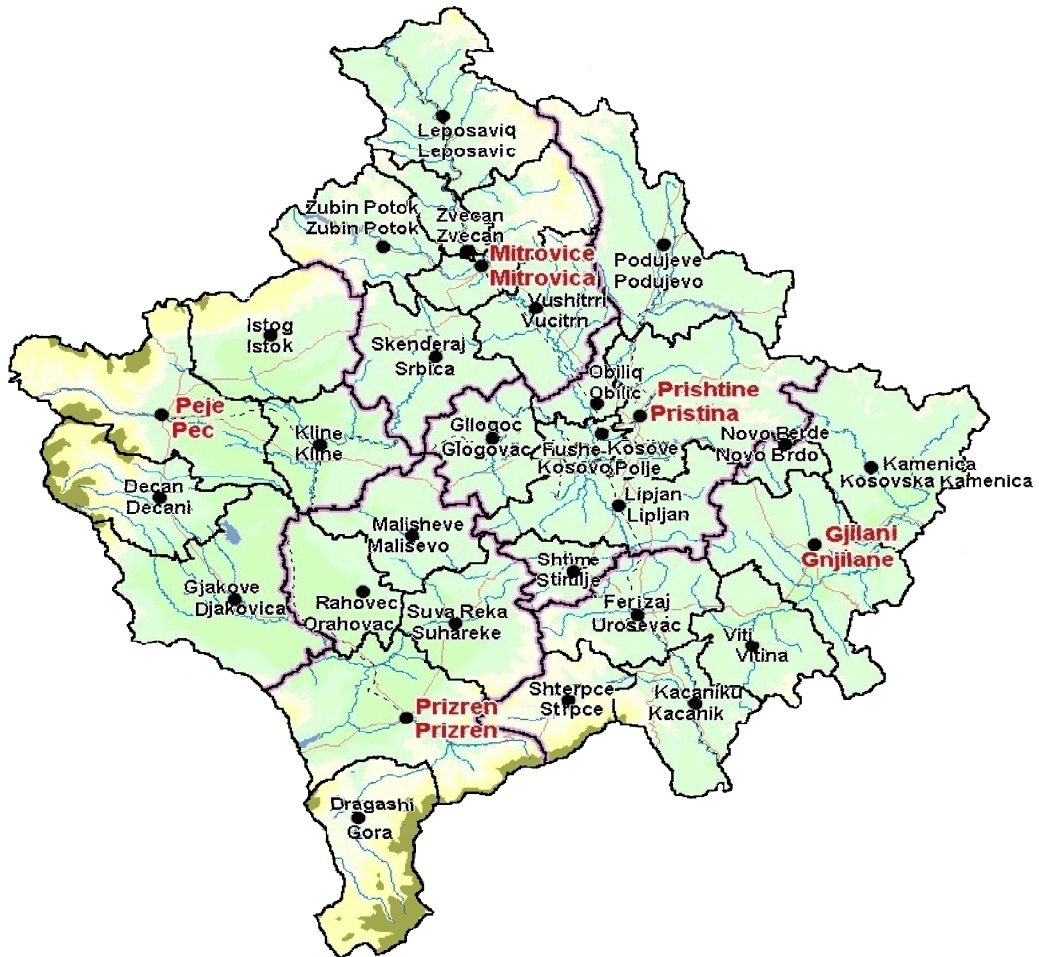 Leposaviq
Leposavic
Zubin Potok
Zubin Potok
Zvecan
Zvecan
Mitrovice
Mitrovica
Podujeve
Podujevo
Vushitrri
Vucitrn
Istog
Istok
Skenderaj
Srbica
Obiliq
Obilic
Prishtine
Pristina
Peje
Pec
Kline
Kline
Gllogoc
Glogovac
Fushe Kosove
Kosovo Polje
Novo Berde
Novo Brdo
Kamenica
Kosovska Kamenica
Decan
Decani
Lipjan
Lipljan
Malisheve
Malisevo
Gjilani
Gnjilane
Shtime
Stimlje
Gjakove
Djakovica
Rahovec
Orahovac
Suva Reka
Suhareke
Ferizaj
Urosevac
Viti
Vitina
Shterpce
Strpce
Kacaniku
Kacanik
Prizren
Prizren
Dragashi
Gora